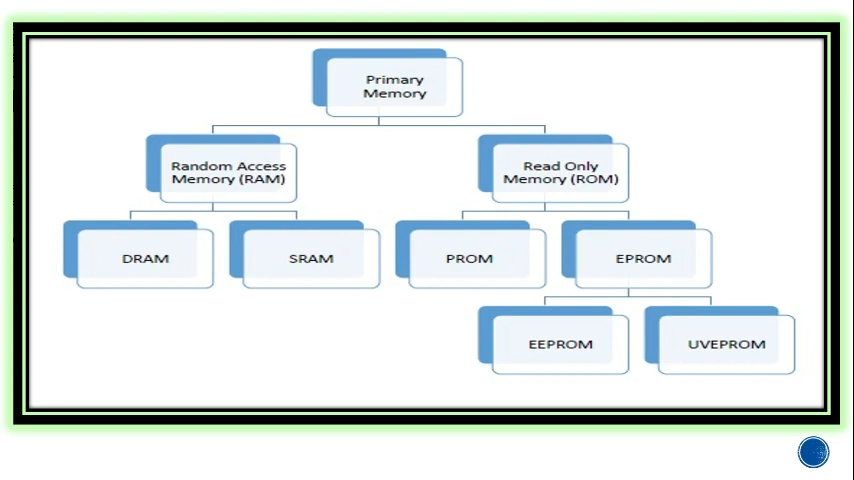 Primary
Memory
Random Access
Memory (RAM)
Read Only
Memory (ROM)
DRAM
SRAM
PROM
EPROM
EEPROM
UVEPROM